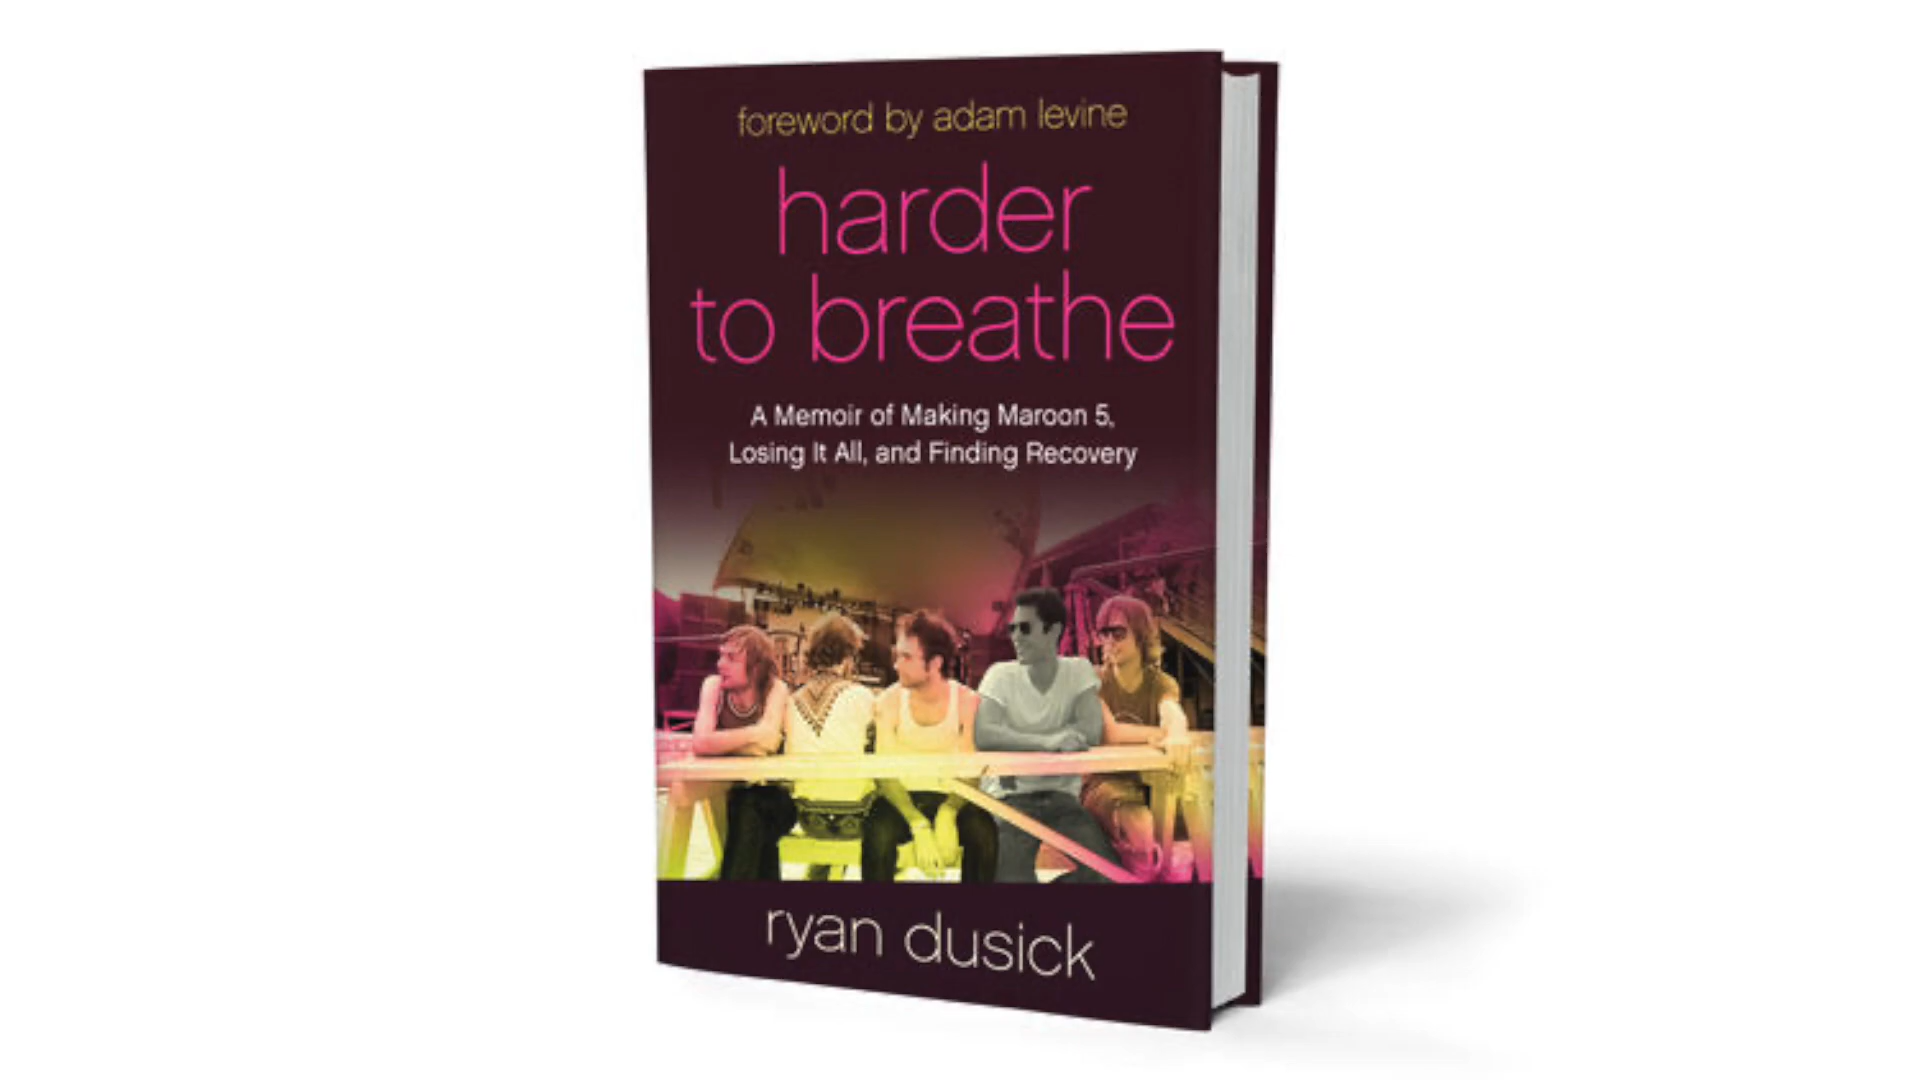 foreword by adam levine
harder
to breathe
A Memoir of Making Maroon 5,
Losing It All, and Finding Recovery
ryan dusick